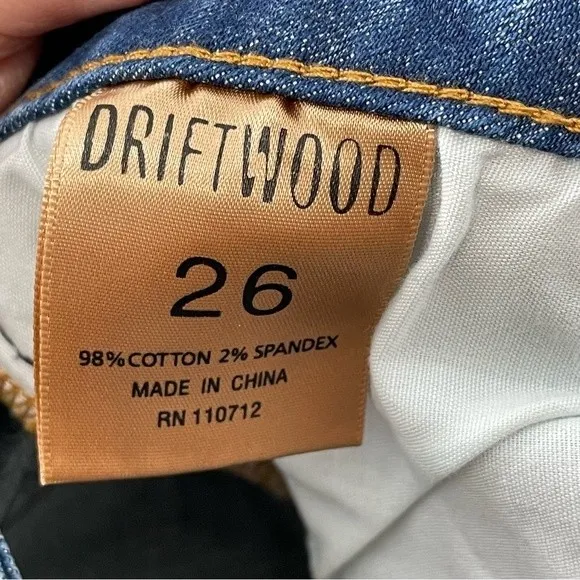 DRIFTWOOD
26
98% COTTON 2% SPANDEX
MADE IN CHINA
RN 110712